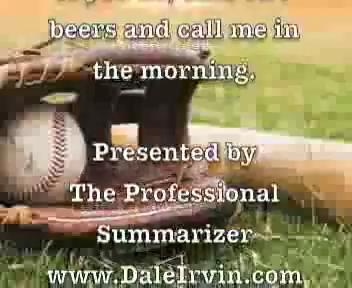 beers and call me in
the morning.
Presented by
The Professional
Summarizer
www.DaleIrvin.com